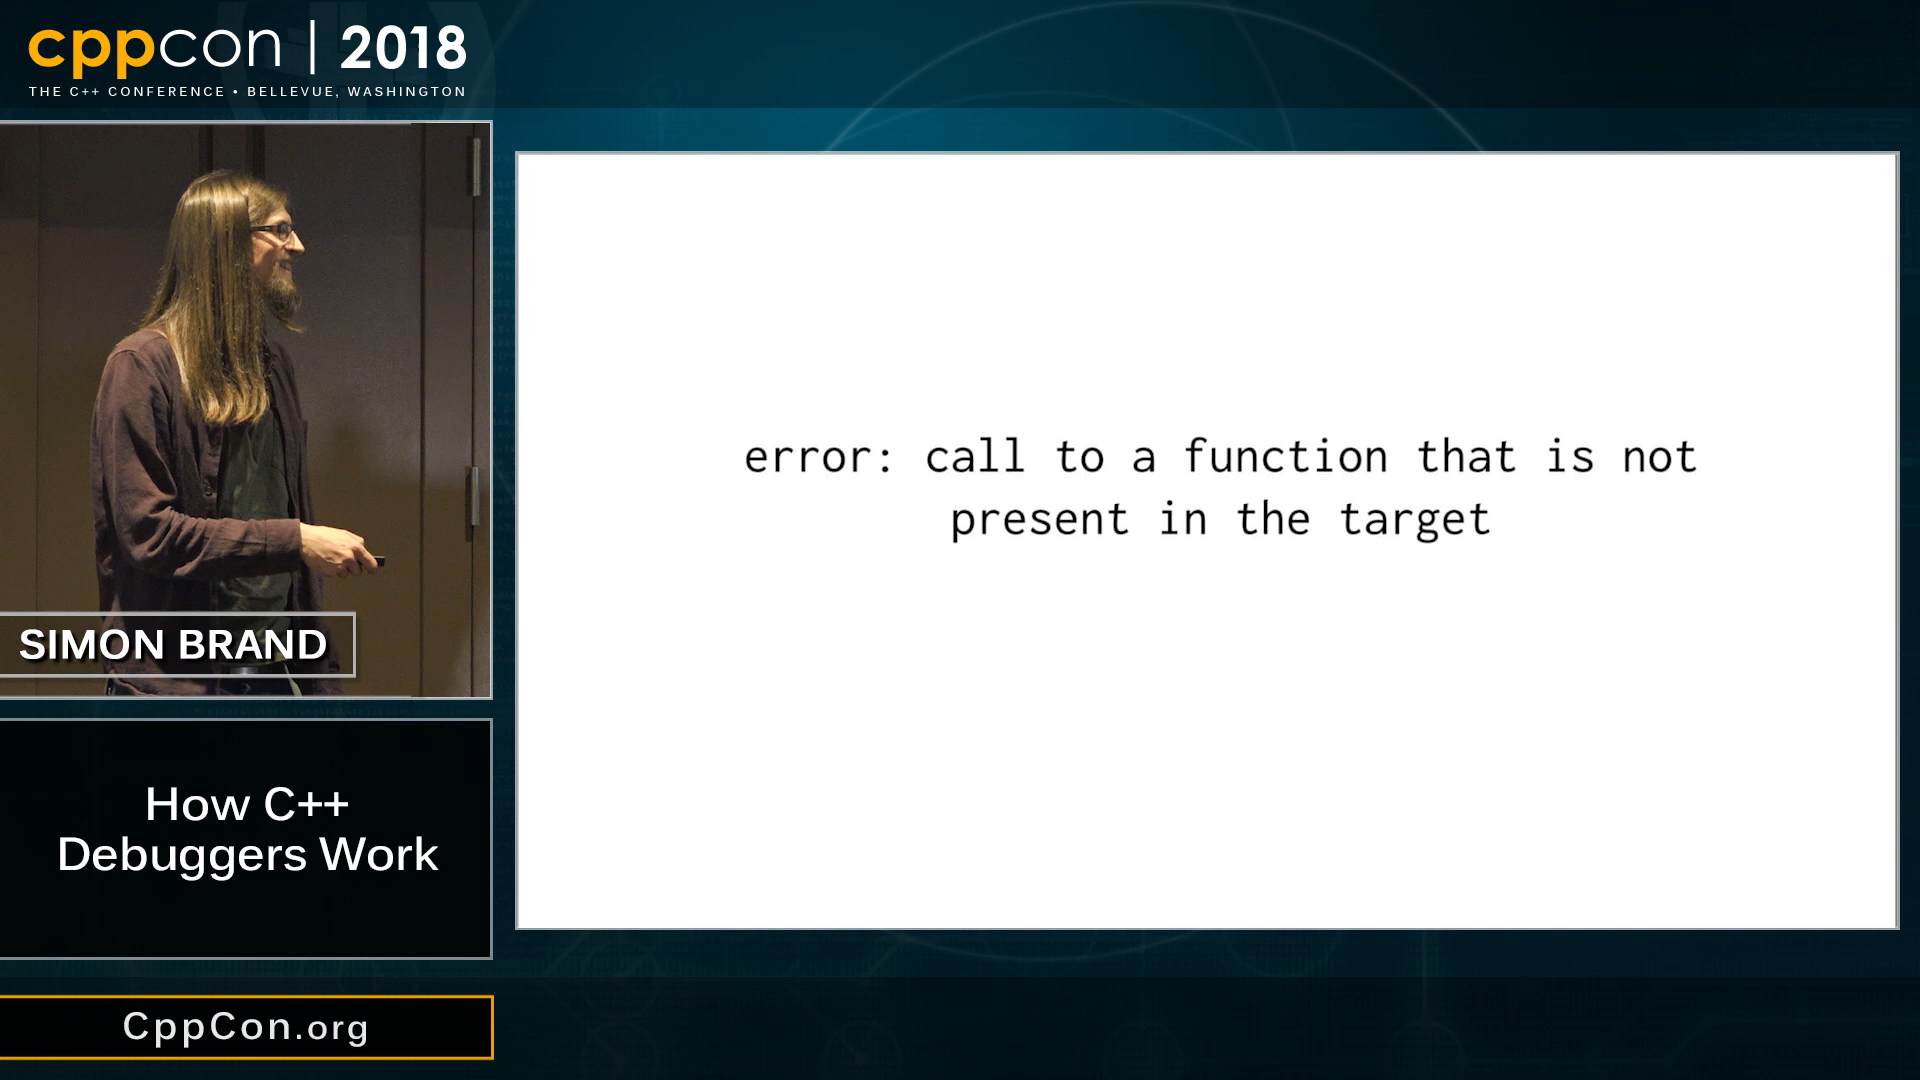 cppcon | 2018
THE C++ CONFERENCE • BELLEVUE, WASHINGTON
error: call to a function that is not
present in the target
SIMON BRAND
How C++
Debuggers Work
CppCon.org